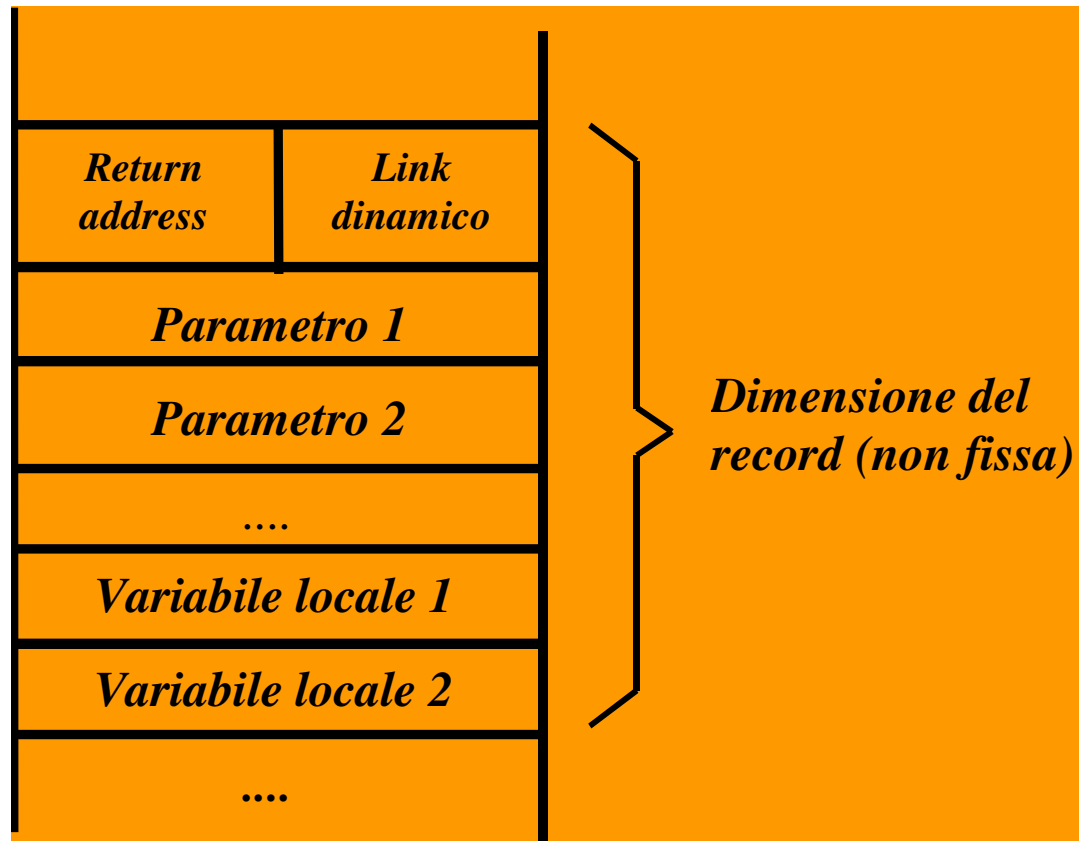 Return
address
Link
dinamico
Parametro 1
Parametro 2
....
Variabile locale 1
Variabile locale 2
....
Dimensione del
record (non fissa)